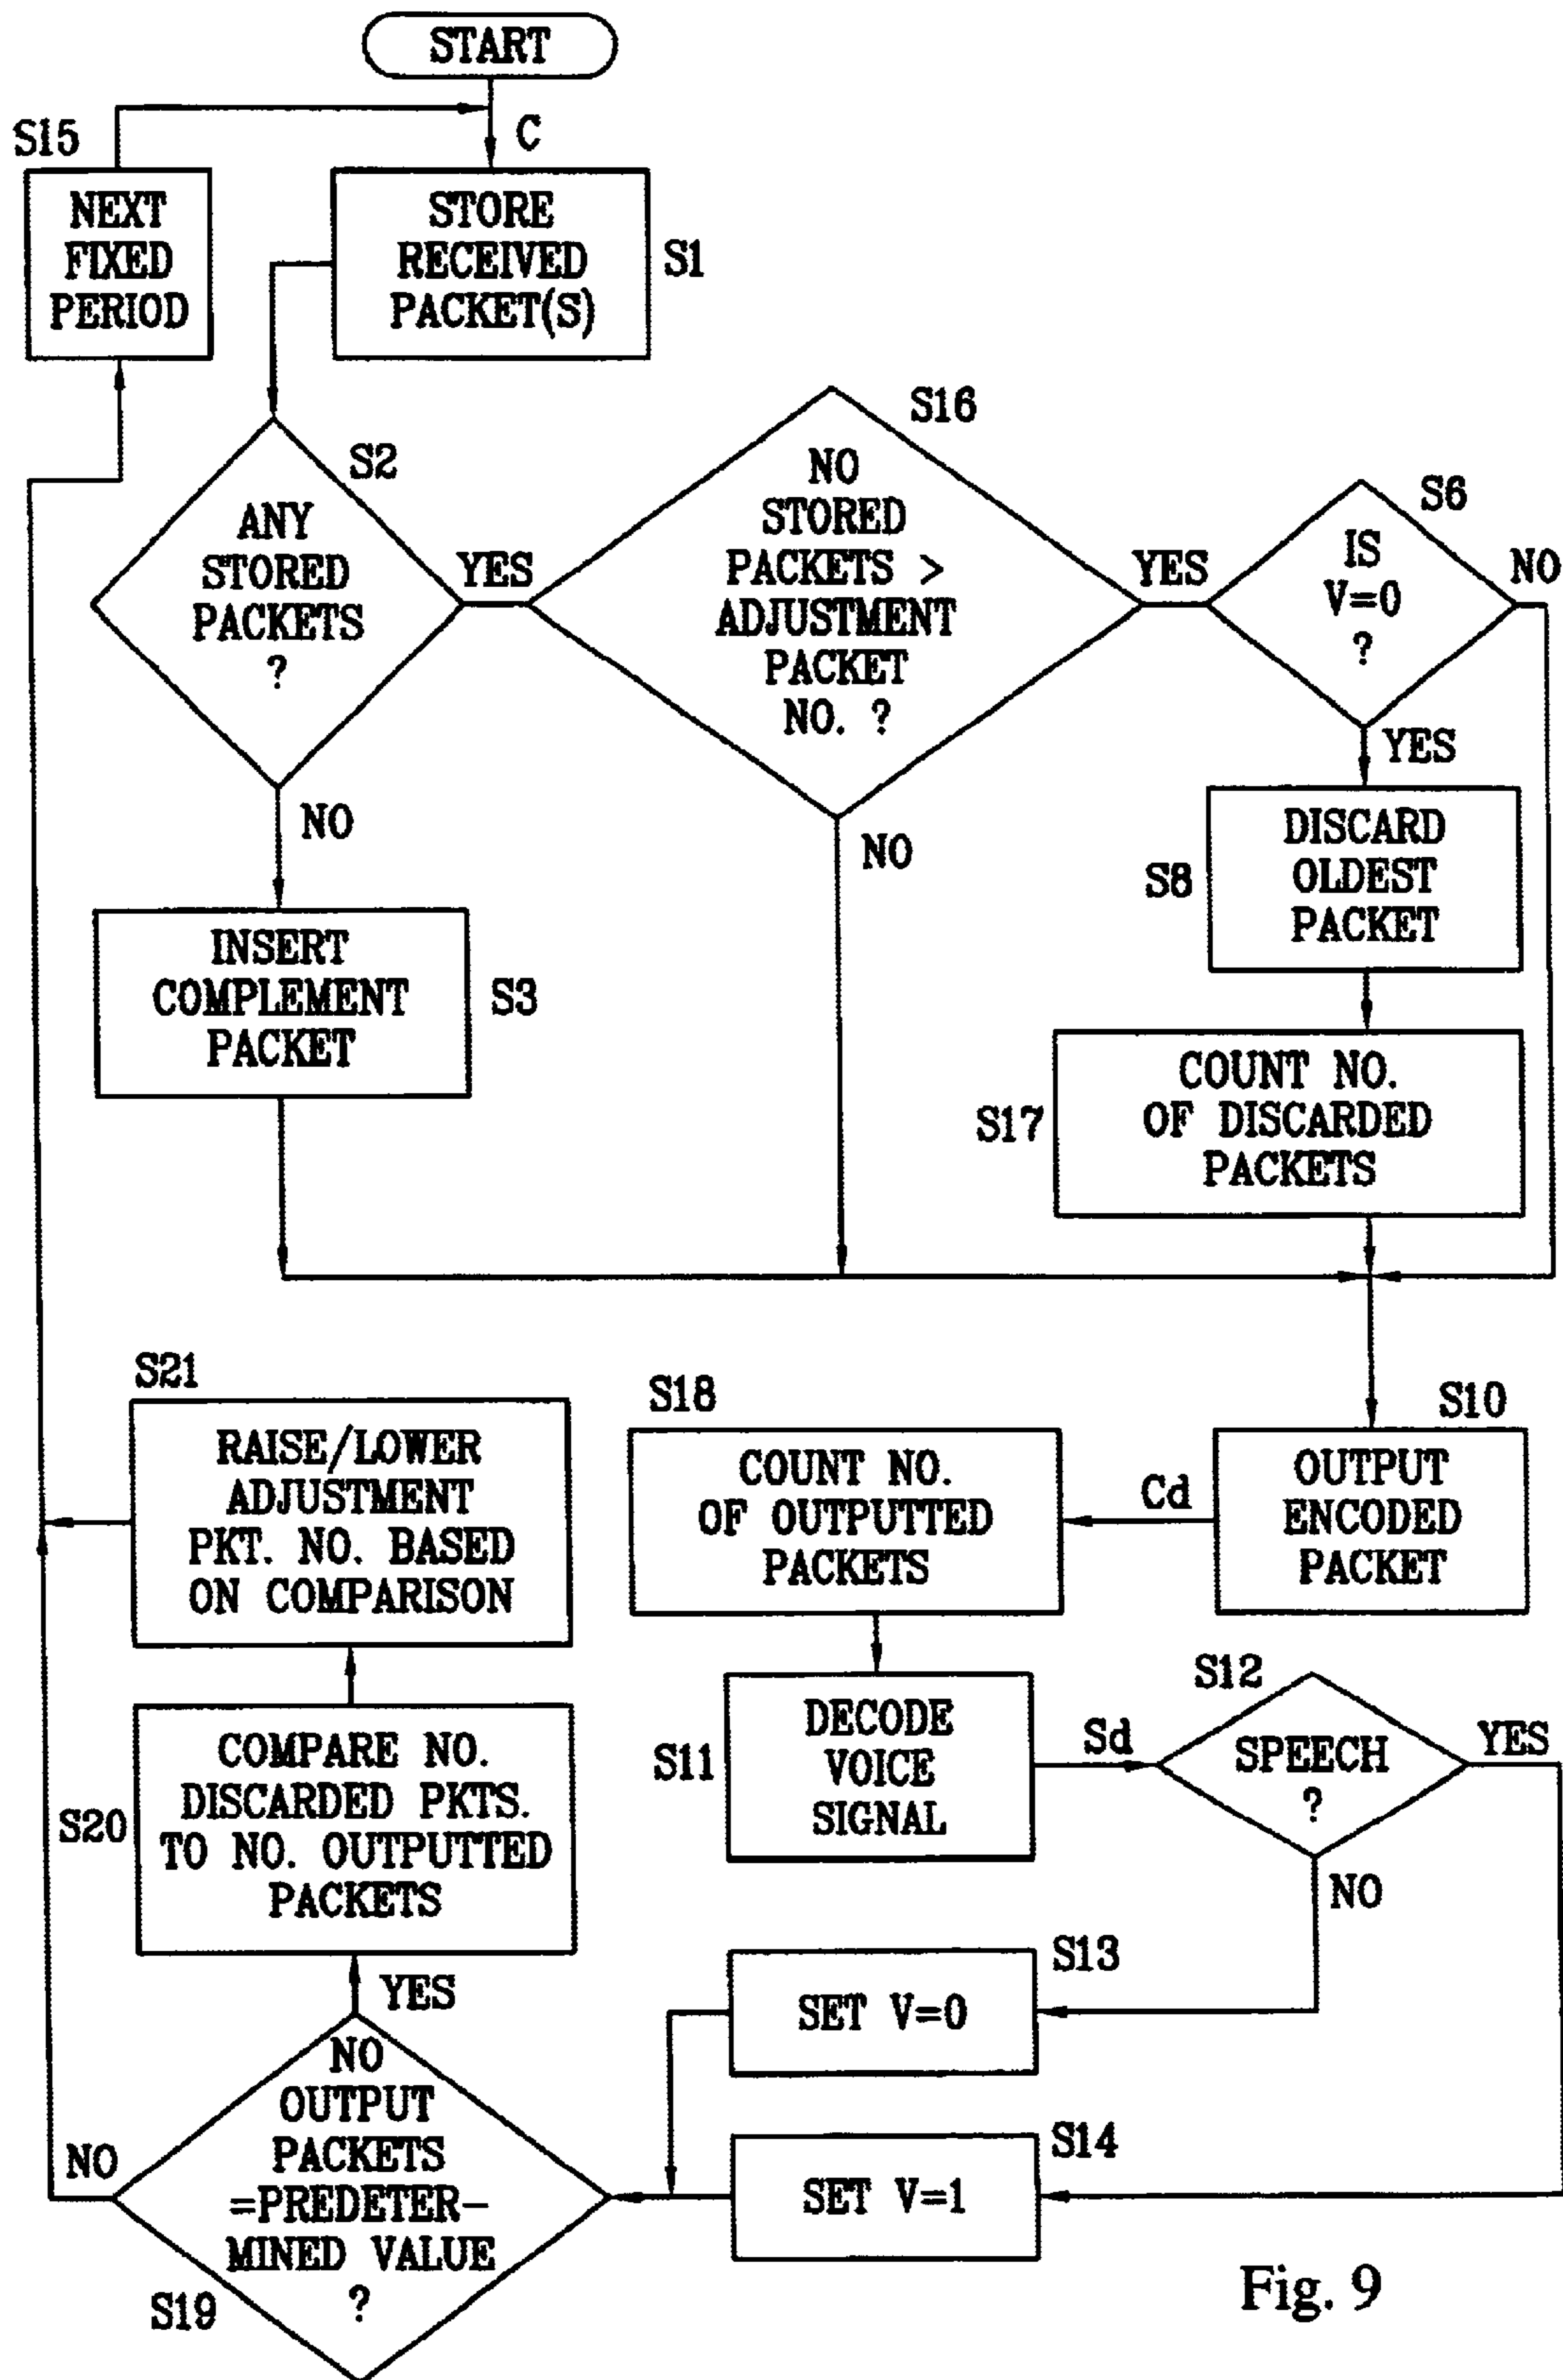 START
C
S15
NEXT
FIXED
PERIOD
STORE
RECEIVED
PACKET(S)
S1
S2
ANY
STORED
PACKETS
?
YES
NO
S16
NO
STORED
PACKETS >
ADJUSTMENT
PACKET
NO. ?
YES
NO
S6
IS
V=0
?
NO
YES
S8
DISCARD
OLDEST
PACKET
INSERT
COMPLEMENT
PACKET
S3
S17
COUNT NO.
OF DISCARDED
PACKETS
S10
OUTPUT
ENCODED
PACKET
Cd
S18
COUNT NO.
OF OUTPUTTED
PACKETS
S21
RAISE/LOWER
ADJUSTMENT
PKT. NO. BASED
ON COMPARISON
S11
DECODE
VOICE
SIGNAL
Sd
S12
SPEECH
?
YES
NO
S20
COMPARE NO.
DISCARDED PKTS.
TO NO. OUTPUTTED
PACKETS
YES
S13
SET V=0
S14
SET V=1
NO
OUTPUT
PACKETS
=PREDETER-
MINED VALUE
?
NO
S19
Fig. 9